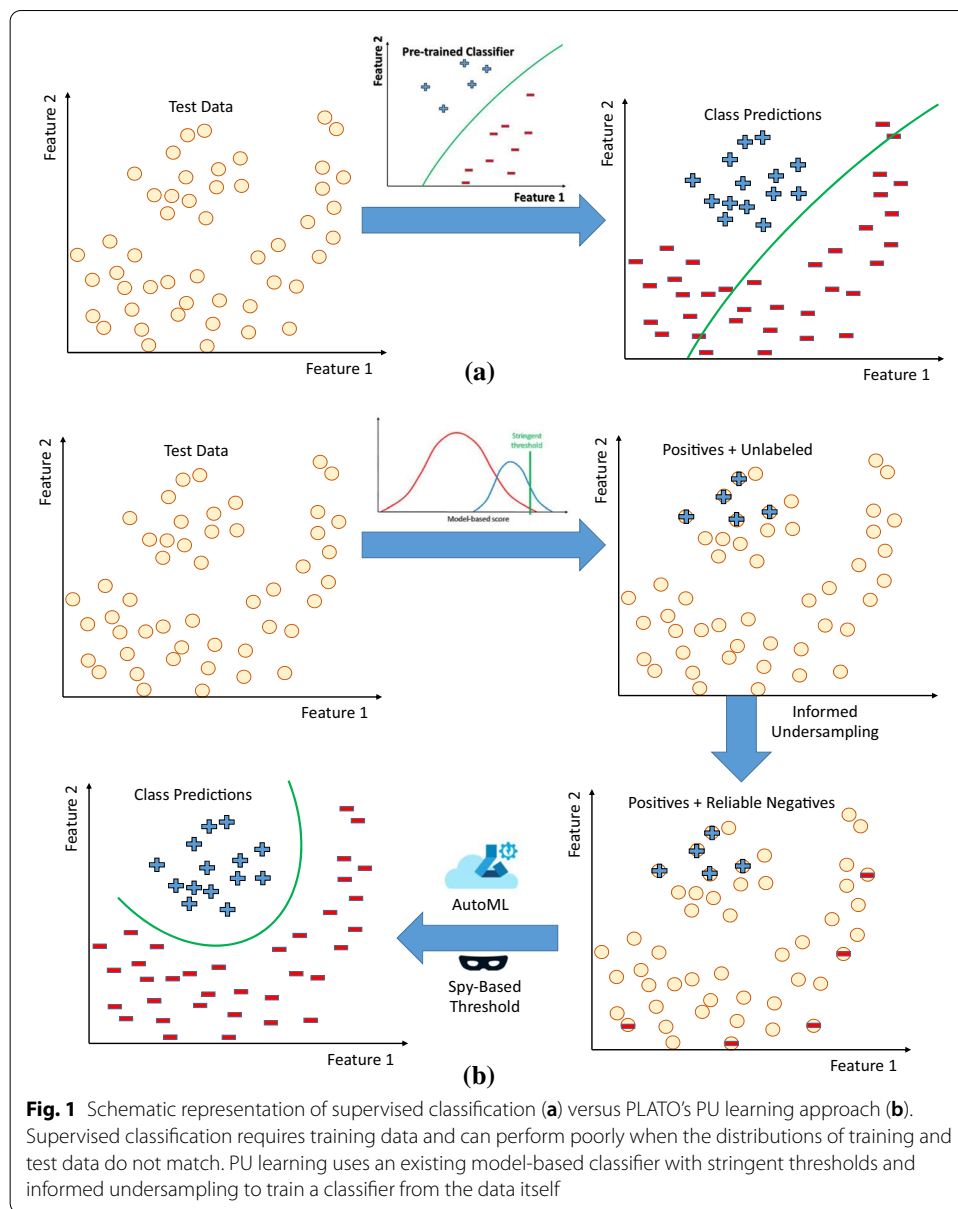 Feature 2
Test Data
Feature 1
Feature 2
Pre-trained Classifier
Feature 1
Feature 2
Class Predictions
Feature 1
(a)
Feature 2
Test Data
Feature 1
Stringent
threshold
Model-based score
Feature 2
Positives + Unlabeled
Informed
Undersampling
Feature 2
Class Predictions
Feature 1
AutoML
Spy-Based
Threshold
Feature 2
Positives + Reliable Negatives
Feature 1
(b)
Fig. 1 Schematic representation of supervised classification (a) versus PLATO's PU learning approach (b).
Supervised classification requires training data and can perform poorly when the distributions of training and
test data do not match. PU learning uses an existing model-based classifier with stringent thresholds and
informed undersampling to train a classifier from the data itself